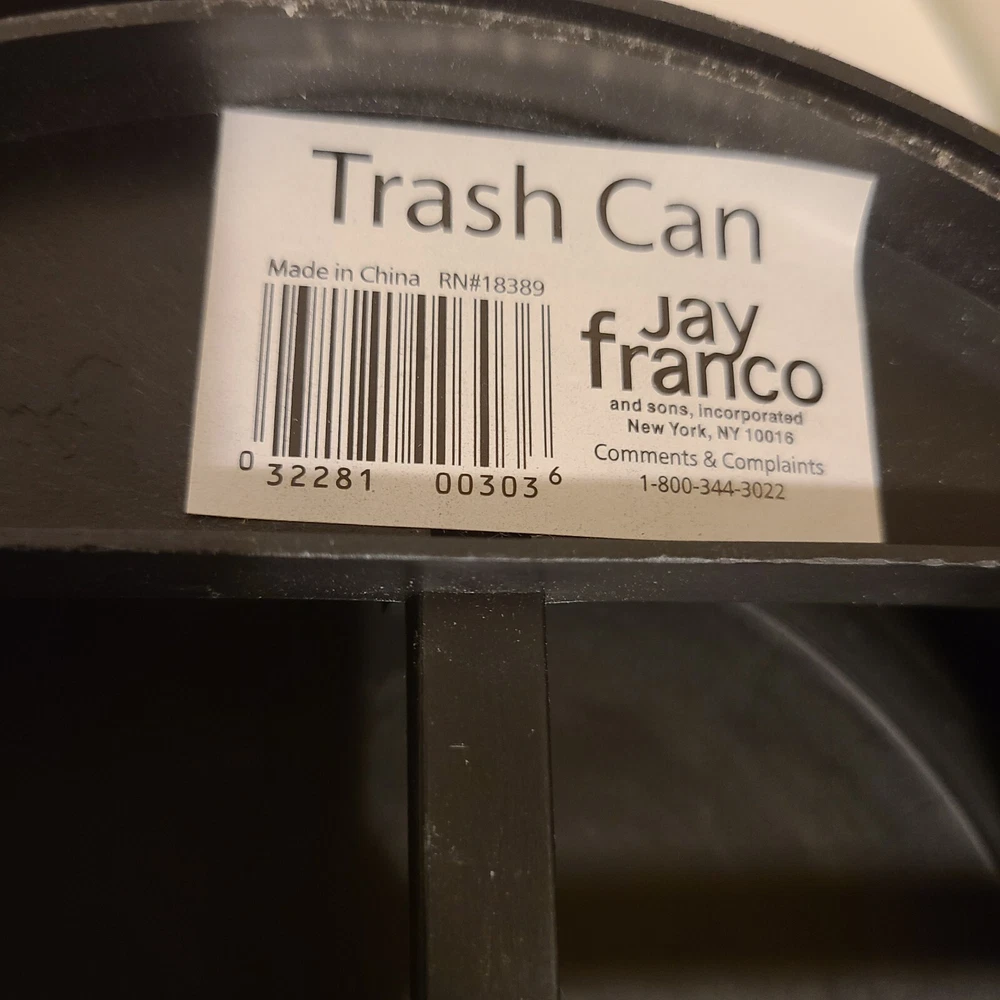 Trash Can
Made in China RN#18389
Jay
franco
and sons, incorporated
New York, NY 10016
Comments & Complaints
1-800-344-3022
0 32281 00303 6